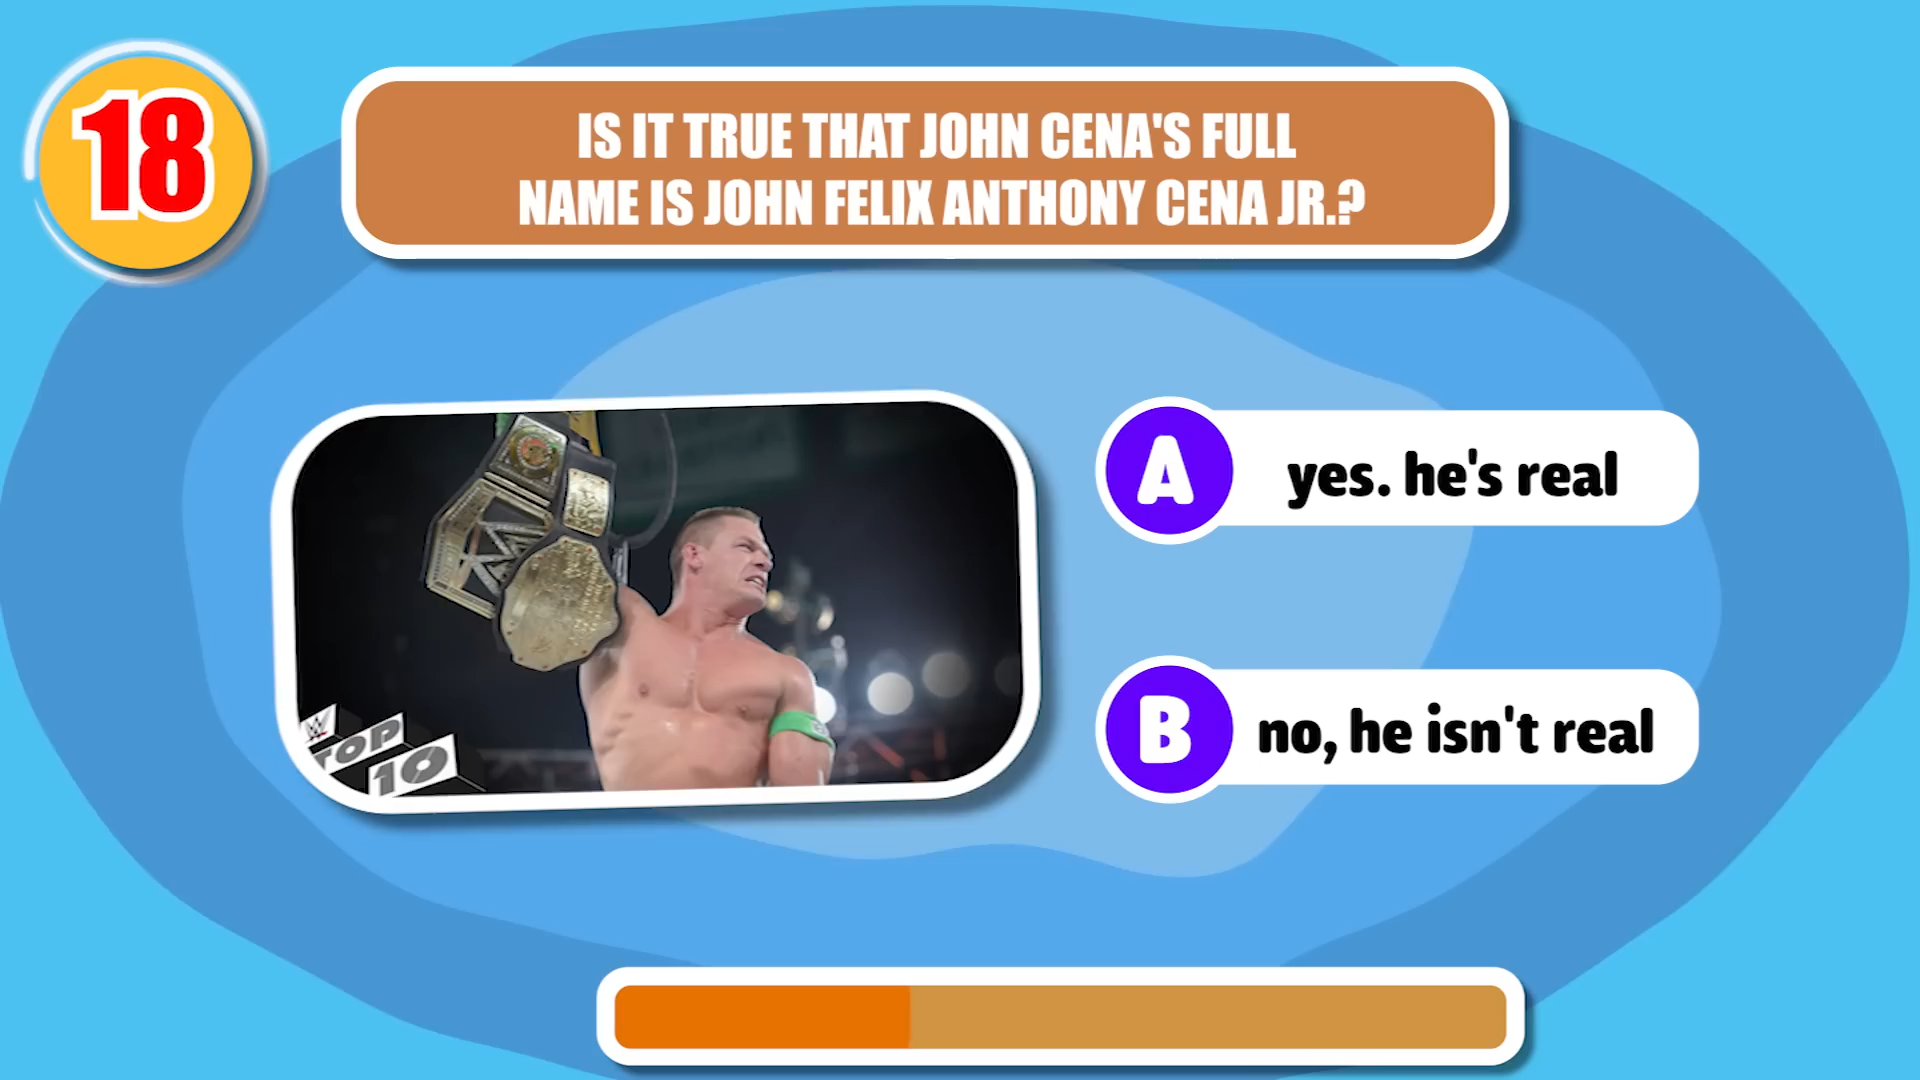 18
IS IT TRUE THAT JOHN CENA'S FULL
NAME IS JOHN FELIX ANTHONY CENA JR.?
A
yes. he's real
B
no, he isn't real
W
TOP
10